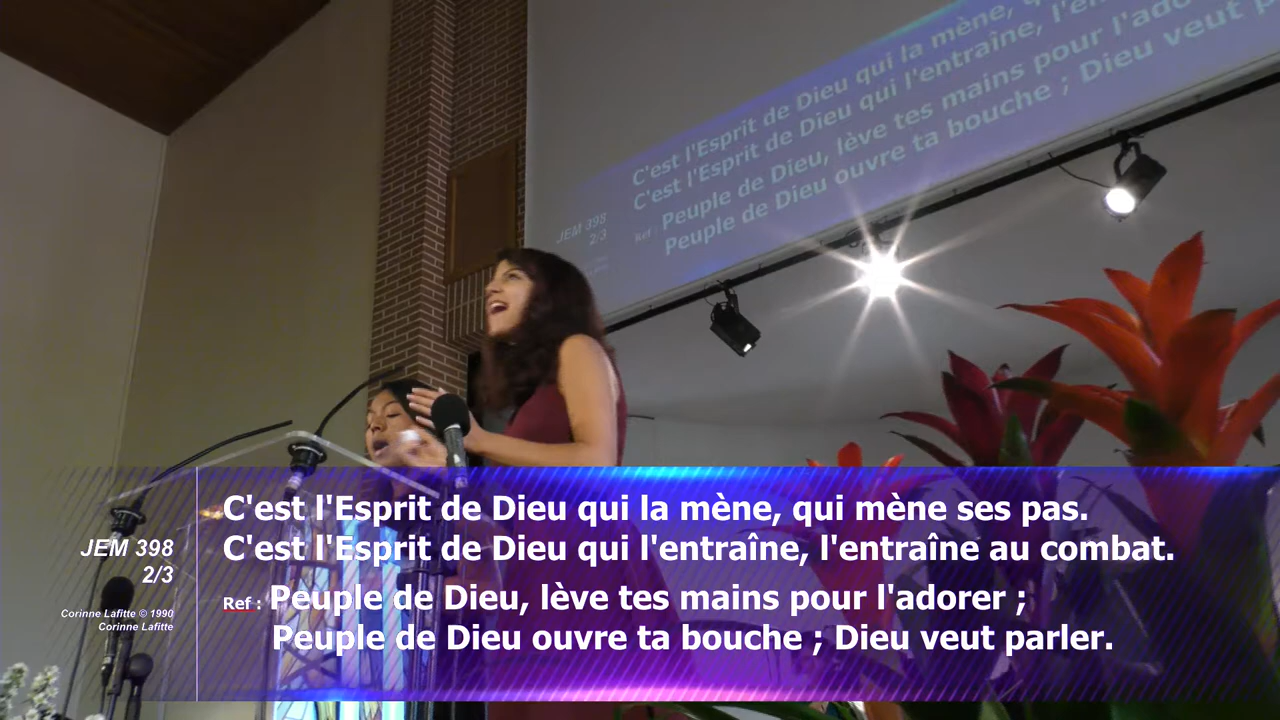 C'est l'Esprit de Dieu qui la mène, q
C'est l'Esprit de Dieu qui l'entraîne, l'en
Ref : Peuple de Dieu, lève tes mains pour l'ado
Peuple de Dieu ouvre ta bouche ; Dieu veut p
JEM 398
2/3
C'est l'Esprit de Dieu qui la mène, qui mène ses pas.
C'est l'Esprit de Dieu qui l'entraîne, l'entraîne au combat.
Ref : Peuple de Dieu, lève tes mains pour l'adorer ;
Peuple de Dieu ouvre ta bouche ; Dieu veut parler.
JEM 398
2/3
Corinne Lafitte © 1990
Corinne Lafitte